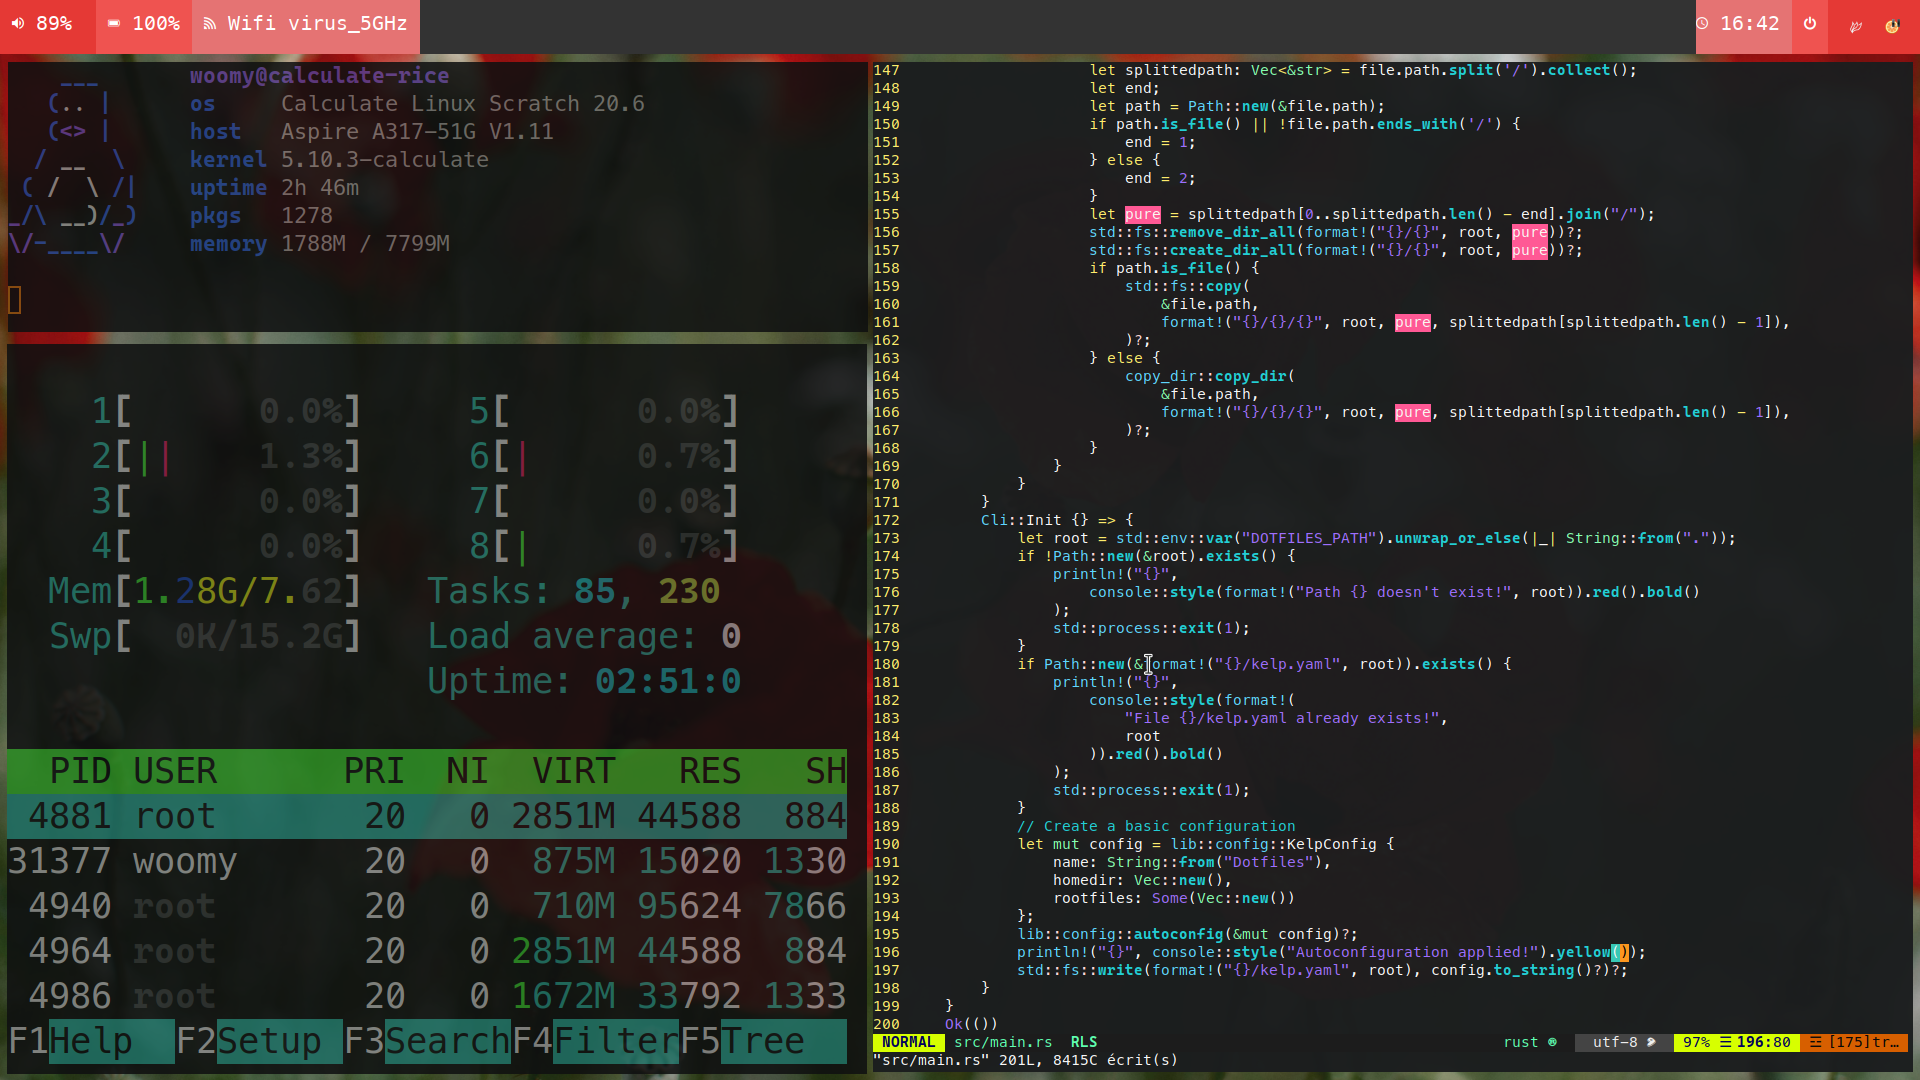 89% 100% Wifi virus_5GHz 16:42
woomy@calculate-rice
os Calculate Linux Scratch 20.6
host Aspire A317-51G V1.11
kernel 5.10.3-calculate
uptime 2h 46m
pkgs 1278
memory 1788M / 7799M
1[ 0.0%] 5[ 0.0%]
2[|| 1.3%] 6[| 0.7%]
3[ 0.0%] 7[ 0.0%]
4[ 0.0%] 8[| 0.7%]
Mem[1.28G/7.62] Tasks: 85, 230
Swp[ 0K/15.2G] Load average: 0
Uptime: 02:51:0
PID USER PRI NI VIRT RES SH
4881 root 20 0 2851M 44588 884
31377 woomy 20 0 875M 15020 1330
4940 root 20 0 710M 95624 7866
4964 root 20 0 2851M 44588 884
4986 root 20 0 1672M 33792 1333
F1Help F2Setup F3SearchF4FilterF5Tree
147 let splittedpath: Vec<&str> = file.path.split('/').collect();
148 let end;
149 let path = Path::new(&file.path);
150 if path.is_file() || !file.path.ends_with('/') {
151 end = 1;
152 } else {
153 end = 2;
154 }
155 let pure = splittedpath[0..splittedpath.len() - end].join("/");
156 std::fs::remove_dir_all(format!("{}/{}", root, pure))?;
157 std::fs::create_dir_all(format!("{}/{}", root, pure))?;
158 if path.is_file() {
159 std::fs::copy(
160 &file.path,
161 format!("{}/{}/{}", root, pure, splittedpath[splittedpath.len() - 1]),
162 )?;
163 } else {
164 copy_dir::copy_dir(
165 &file.path,
166 format!("{}/{}/{}", root, pure, splittedpath[splittedpath.len() - 1]),
167 )?;
168 }
169 }
170 }
171 }
172 Cli::Init {} => {
173 let root = std::env::var("DOTFILES_PATH").unwrap_or_else(|_| String::from("."));
174 if !Path::new(&root).exists() {
175 println!("{}",
176 console::style(format!("Path {} doesn't exist!", root)).red().bold()
177 );
178 std::process::exit(1);
179 }
180 if Path::new(&format!("{}/kelp.yaml", root)).exists() {
181 println!("{}",
182 console::style(format!(
183 "File {}/kelp.yaml already exists!",
184 root
185 )).red().bold()
186 );
187 std::process::exit(1);
188 }
189 // Create a basic configuration
190 let mut config = lib::config::KelpConfig {
191 name: String::from("Dotfiles"),
192 homedir: Vec::new(),
193 rootfiles: Some(Vec::new())
194 };
195 lib::config::autoconfig(&mut config)?;
196 println!("{}", console::style("Autoconfiguration applied!").yellow());
197 std::fs::write(format!("{}/kelp.yaml", root), config.to_string()?)?;
198 }
199 }
200 Ok(())
NORMAL src/main.rs RLS rust utf-8 97% ☰ 196:80 ☲ [175]tr…
"src/main.rs" 201L, 8415C écrit(s)